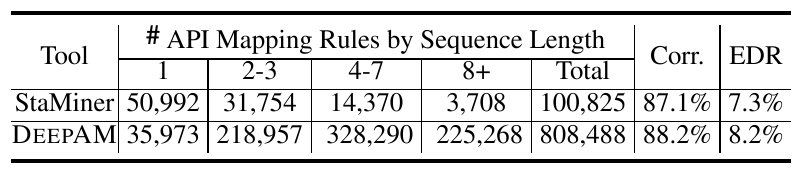 Tool # API Mapping Rules by Sequence Length Corr. EDR
1 2-3 4-7 8+ Total
StaMiner 50,992 31,754 14,370 3,708 100,825 87.1% 7.3%
DEEPAM 35,973 218,957 328,290 225,268 808,488 88.2% 8.2%